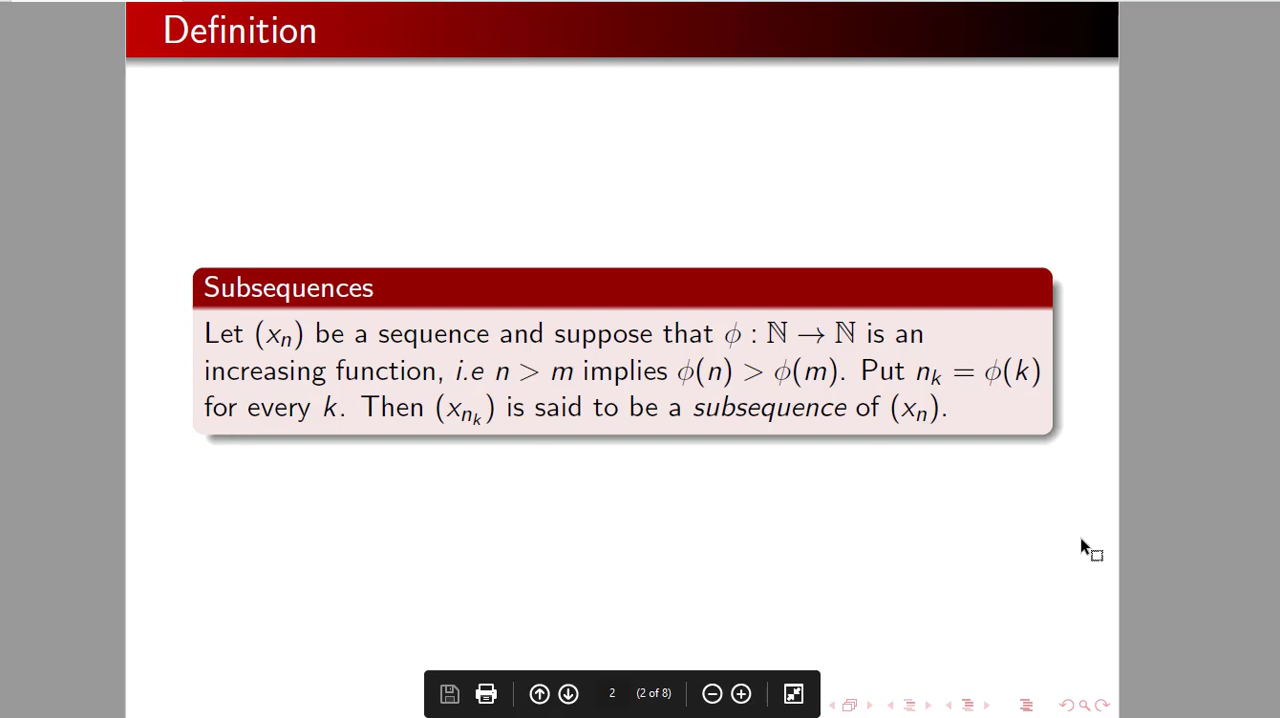 Definition
Subsequences
Let (xₙ) be a sequence and suppose that ϕ : ℕ → ℕ is an
increasing function, i.e n > m implies ϕ(n) > ϕ(m). Put nₖ = ϕ(k)
for every k. Then (x_{n_k}) is said to be a subsequence of (xₙ).
2 (2 of 8)